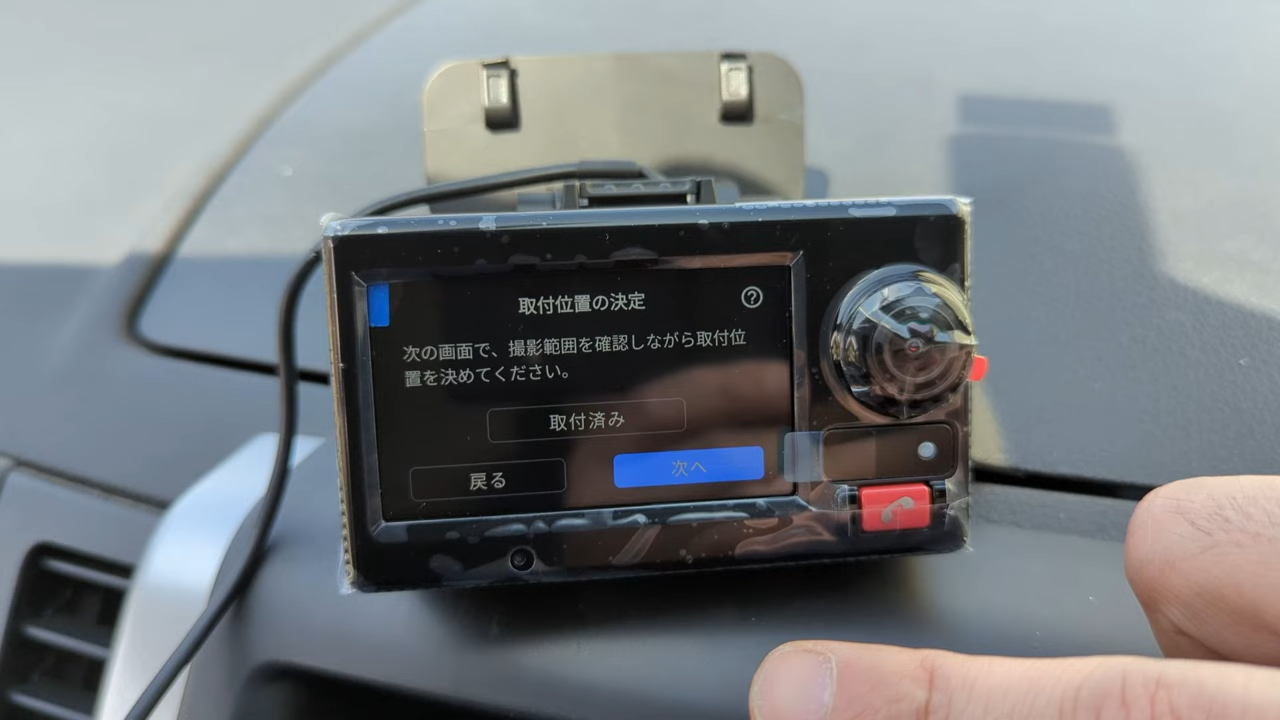 取付位置の決定
次の画面で、撮影範囲を確認しながら取付位
置を決めてください。
取付済み
戻る
次へ